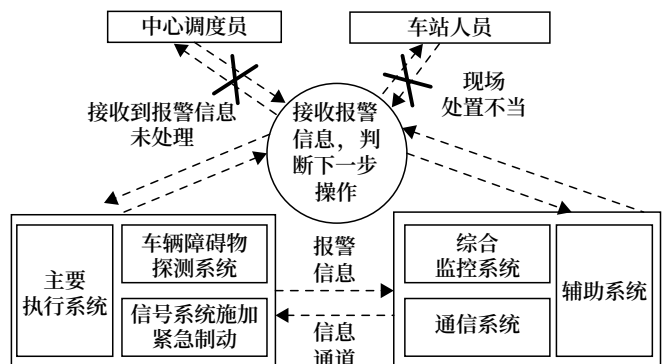 中心调度员
车站人员
接收到报警信息
未处理
现场
处置不当
接收报警
信息，判
断下一步
操作
主要
执行系统
车辆障碍物
探测系统
信号系统施加
紧急制动
报警
信息
信息
通道
综合
监控系统
通信系统
辅助系统